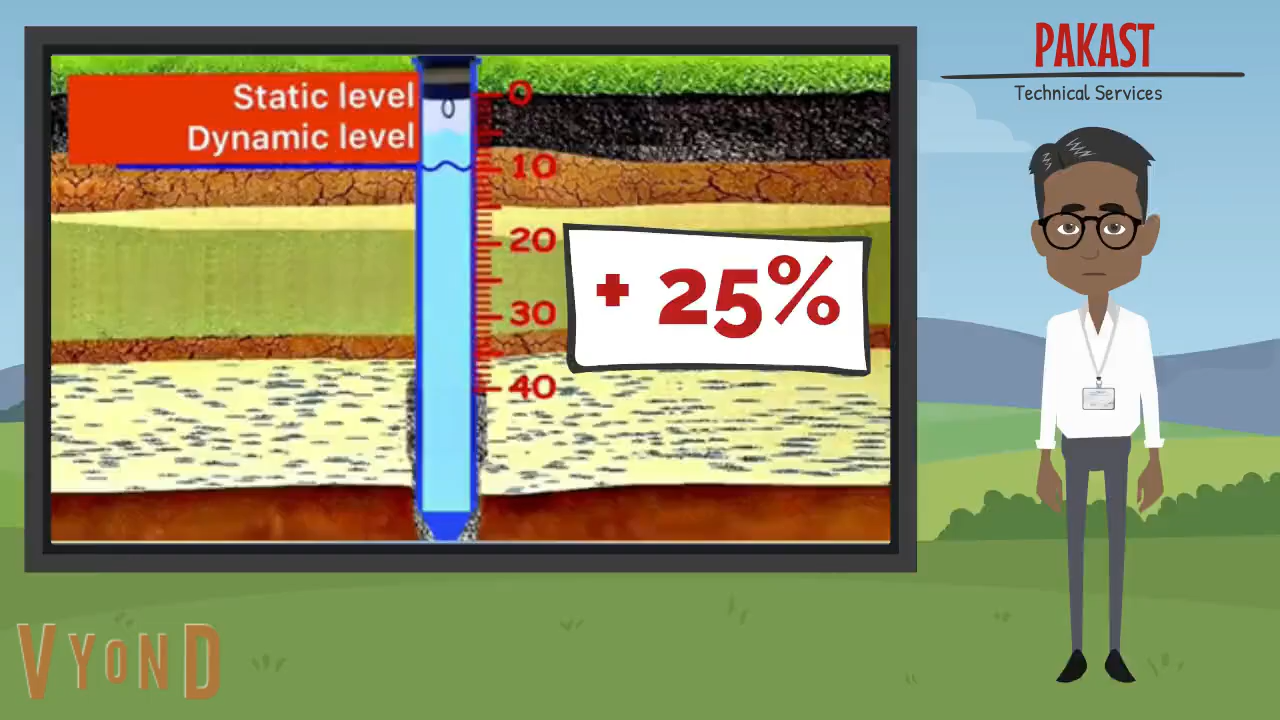 PAKAST
Technical Services
Static level
Dynamic level
0
10
20
30
40
+ 25%
VYOND